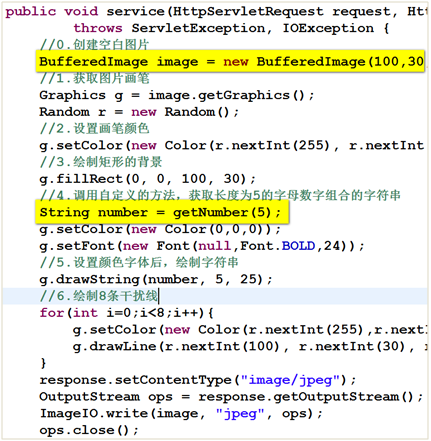 public void service(HttpServletRequest request, Htt
throws ServletException, IOException {
//0.创建空白图片
BufferedImage image = new BufferedImage(100,30
//1.获取图片画笔
Graphics g = image.getGraphics();
Random r = new Random();
//2.设置画笔颜色
g.setColor(new Color(r.nextInt(255), r.nextInt
//3.绘制矩形的背景
g.fillRect(0, 0, 100, 30);
//4.调用自定义的方法，获取长度为5的字母数字组合的字符串
String number = getNumber(5);
g.setColor(new Color(0,0,0));
g.setFont(new Font(null,Font.BOLD,24));
//5.设置颜色字体后，绘制字符串
g.drawString(number, 5, 25);
//6.绘制8条干扰线
for(int i=0;i<8;i++){
g.setColor(new Color(r.nextInt(255),r.next
g.drawLine(r.nextInt(100), r.nextInt(30), r
}
response.setContentType("image/jpeg");
OutputStream ops = response.getOutputStream();
ImageIO.write(image, "jpeg", ops);
ops.close();